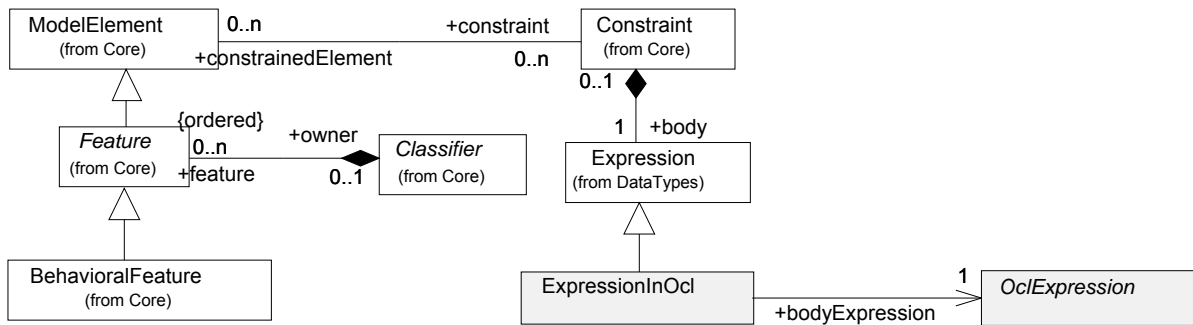 ModelElement
(from Core)
0..n
+constrainedElement
+constraint
0..n
Constraint
(from Core)
0..1
1
+body
{ordered}
Feature
(from Core)
0..n
+feature
+owner
0..1
Classifier
(from Core)
Expression
(from DataTypes)
BehavioralFeature
(from Core)
ExpressionInOcl
1
+bodyExpression
OclExpression